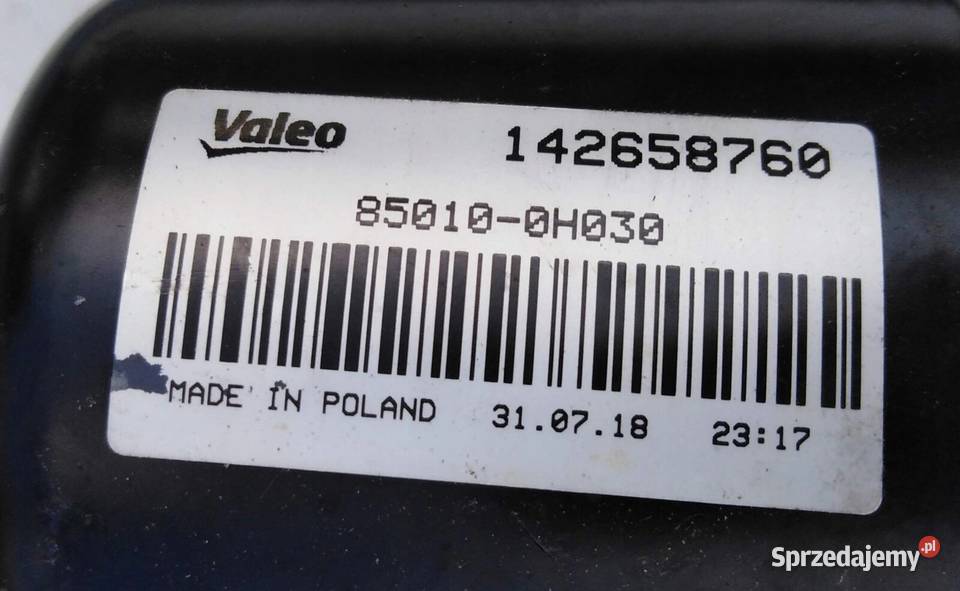 Valeo 142658760
85010-0H030
MADE IN POLAND 31.07.18 23:17
Sprzedajemy.pl